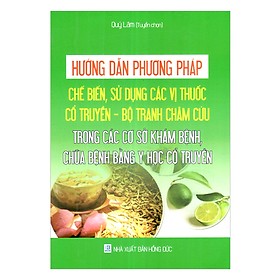 Quý Lâm (Tuyển chọn)
HƯỚNG DẪN PHƯƠNG PHÁP
CHẾ BIẾN, SỬ DỤNG CÁC VỊ THUỐC
CỔ TRUYỀN - BỘ TRANH CHÂM CỨU
TRONG CÁC CƠ SỞ KHÁM BỆNH,
CHỮA BỆNH BẰNG Y HỌC CỔ TRUYỀN
NHÀ XUẤT BẢN HỒNG ĐỨC